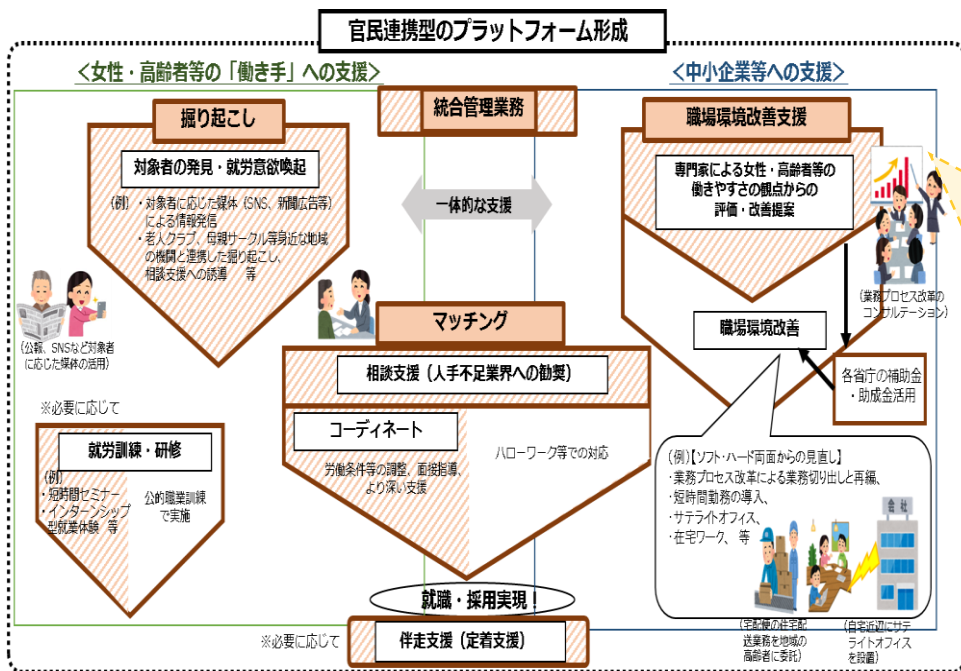 官民連携型のプラットフォーム形成
<女性・高齢者等の「働き手」への支援>
<中小企業等への支援>
統合管理業務
一体的な支援
掘り起こし
対象者の発見・就労意欲喚起
(例) ・対象者に応じた媒体（SNS、新聞広告等）
による情報発信
・老人クラブ、母親サークル等身近な地域
の機関と連携した掘り起こし、
相談支援への誘導　等
(公報、SNSなど対象者
に応じた媒体の活用)
※必要に応じて
就労訓練・研修
(例)
・短時間セミナー
・インターンシップ
型就業体験 等
公的職業訓練
で実施
マッチング
相談支援（人手不足業界への勧奨）
コーディネート
労働条件等の調整、面接指導、
より深い支援
ハローワーク等での対応
就職・採用実現！
※必要に応じて
伴走支援（定着支援）
職場環境改善支援
専門家による女性・高齢者等の
働きやすさの観点からの
評価・改善提案
(業務プロセス改革の
コンサルテーション)
職場環境改善
各省庁の補助金
・助成金活用
(例)【ソフト・ハード両面からの見直し】
・業務プロセス改革による業務切り出しと再編、
・短時間勤務の導入、
・サテライトオフィス、
・在宅ワーク、 等
会社
(宅配便の住宅配
送業務を地域の
高齢者に委託)
(自宅近辺にサテ
ライトオフィス
を設置)